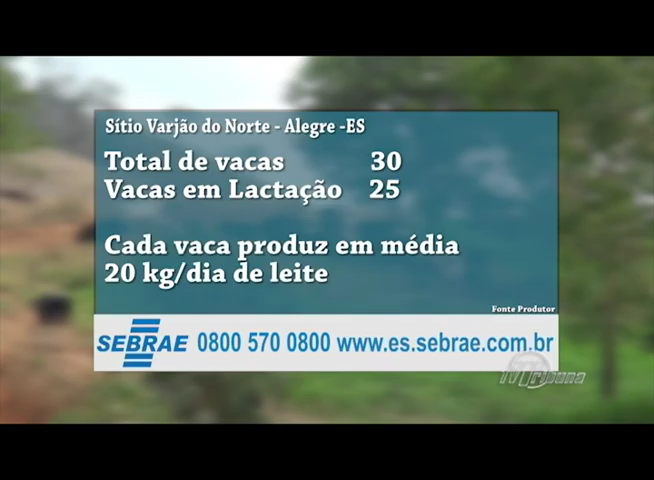 Sítio Varjão do Norte - Alegre -ES
Total de vacas 30
Vacas em Lactação 25
Cada vaca produz em média
20 kg/dia de leite
Fonte Produtor
SEBRAE 0800 570 0800 www.es.sebrae.com.br
TVTribuna